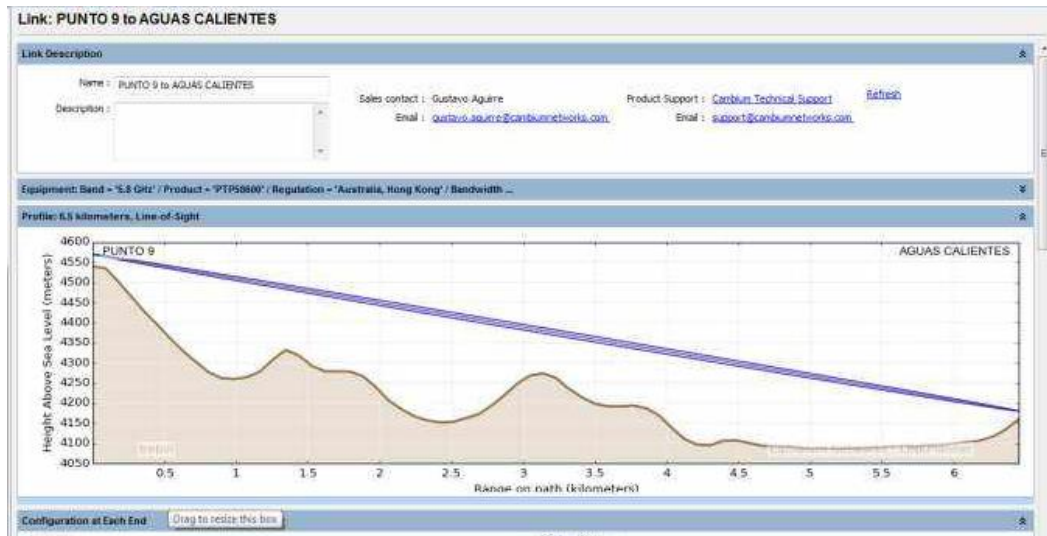 Link: PUNTO 9 to AGUAS CALIENTES
Link Description
Name : PUNTO 9 to AGUAS CALIENTES
Description :
Sales contact : Gustavo Aguirre
Email : gustavo.aguirre@cambiumnetworks.com
Product Support : Cambium Technical Support
Email : support@cambiumnetworks.com
Refresh
Equipment: Band = '5.8 GHz' / Product = 'PTP58600' / Regulation = 'Australia, Hong Kong' / Bandwidth ...
Profile: 6.5 kilometers, Line-of-Sight
PUNTO 9
AGUAS CALIENTES
Height Above Sea Level (meters)
4600
4550
4500
4450
4400
4350
4300
4250
4200
4150
4100
4050
0.5 1 1.5 2 2.5 3 3.5 4 4.5 5 5.5 6
Range on path (kilometers)
Configuration at Each End
Drag to resize this box